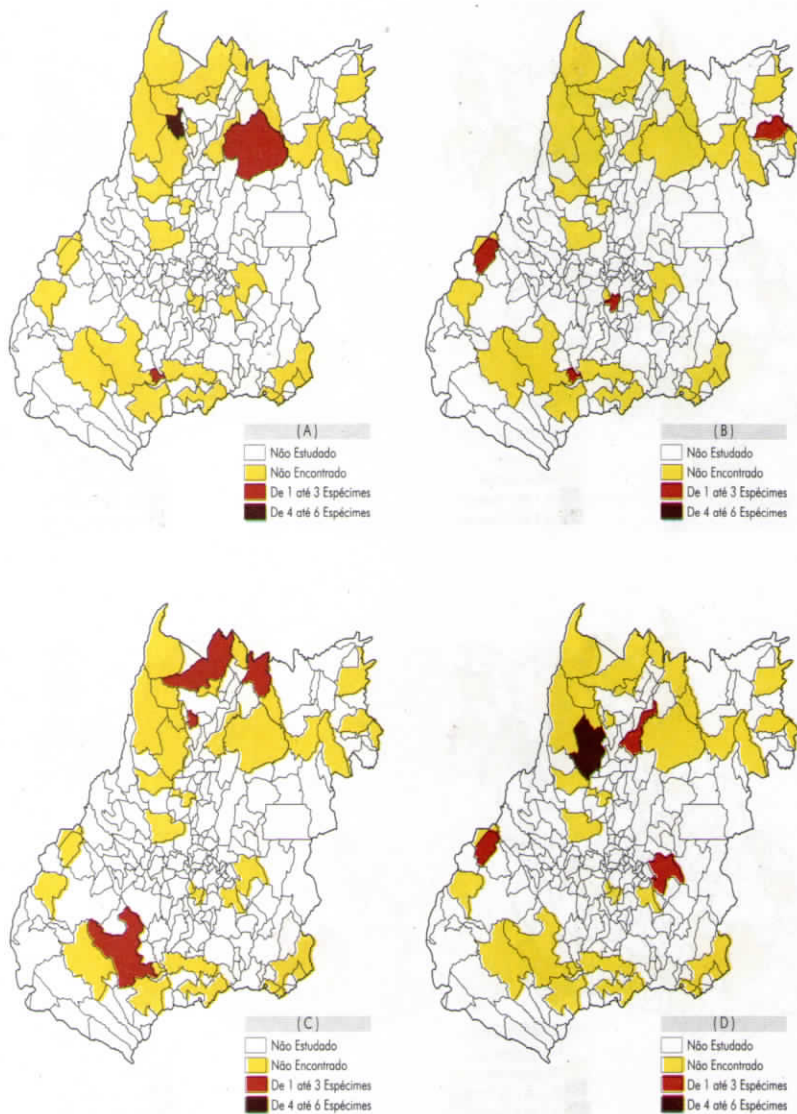 ( A )
Não Estudado
Não Encontrado
De 1 até 3 Espécimes
De 4 até 6 Espécimes
( B )
Não Estudado
Não Encontrado
De 1 até 3 Espécimes
De 4 até 6 Espécimes
( C )
Não Estudado
Não Encontrado
De 1 até 3 Espécimes
De 4 até 6 Espécimes
( D )
Não Estudado
Não Encontrado
De 1 até 3 Espécimes
De 4 até 6 Espécimes